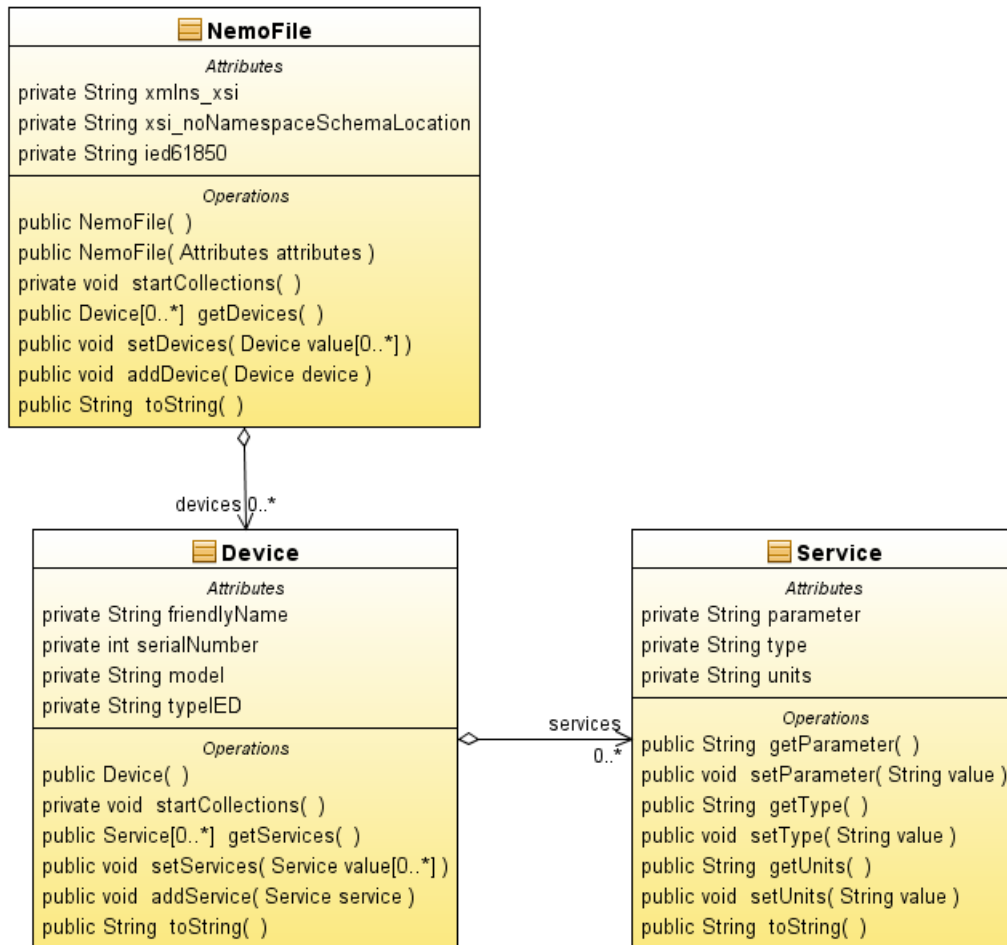 NemoFile
Attributes
private String xmlns_xsi
private String xsi_noNamespaceSchemaLocation
private String ied61850
Operations
public NemoFile( )
public NemoFile( Attributes attributes )
private void startCollections( )
public Device[0..*] getDevices( )
public void setDevices( Device value[0..*] )
public void addDevice( Device device )
public String toString( )
devices 0..*
Device
Attributes
private String friendlyName
private int serialNumber
private String model
private String typeIED
Operations
public Device( )
private void startCollections( )
public Service[0..*] getServices( )
public void setServices( Service value[0..*] )
public void addService( Service service )
public String toString( )
services
0..*
Service
Attributes
private String parameter
private String type
private String units
Operations
public String getParameter( )
public void setParameter( String value )
public String getType( )
public void setType( String value )
public String getUnits( )
public void setUnits( String value )
public String toString( )